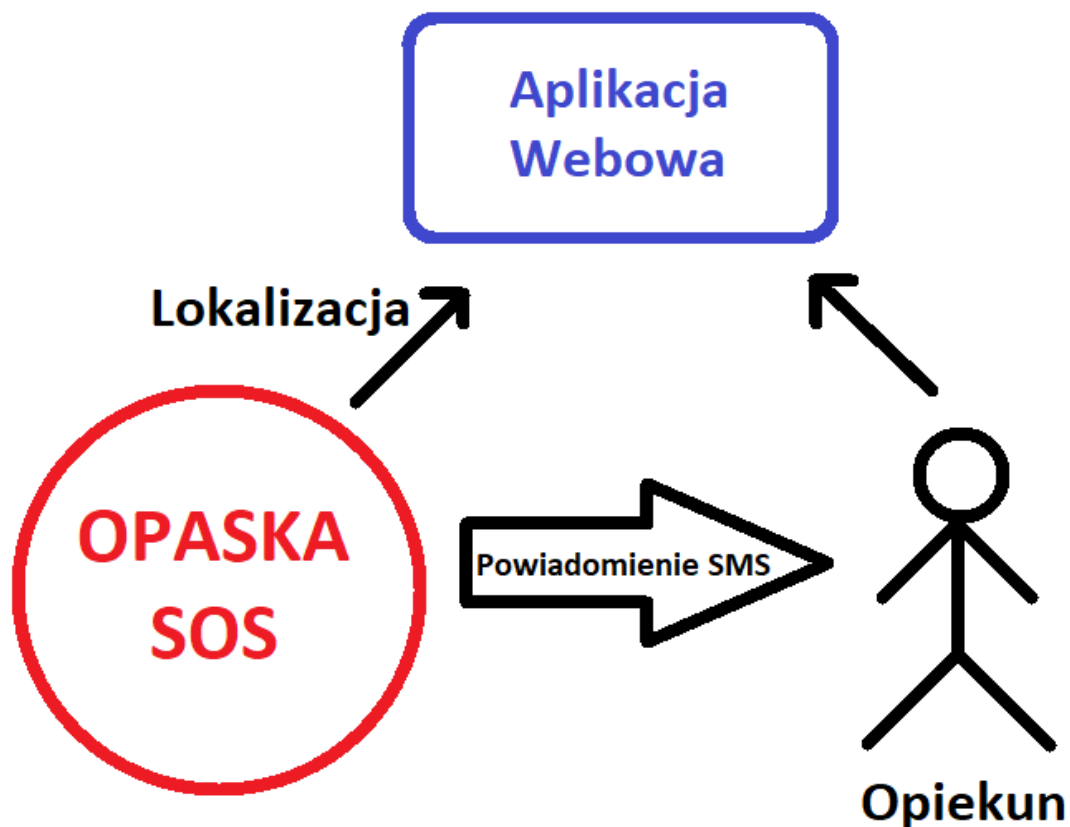 Aplikacja
Webowa
Lokalizacja
OPASKA
SOS
Powiadomienie SMS
Opiekun